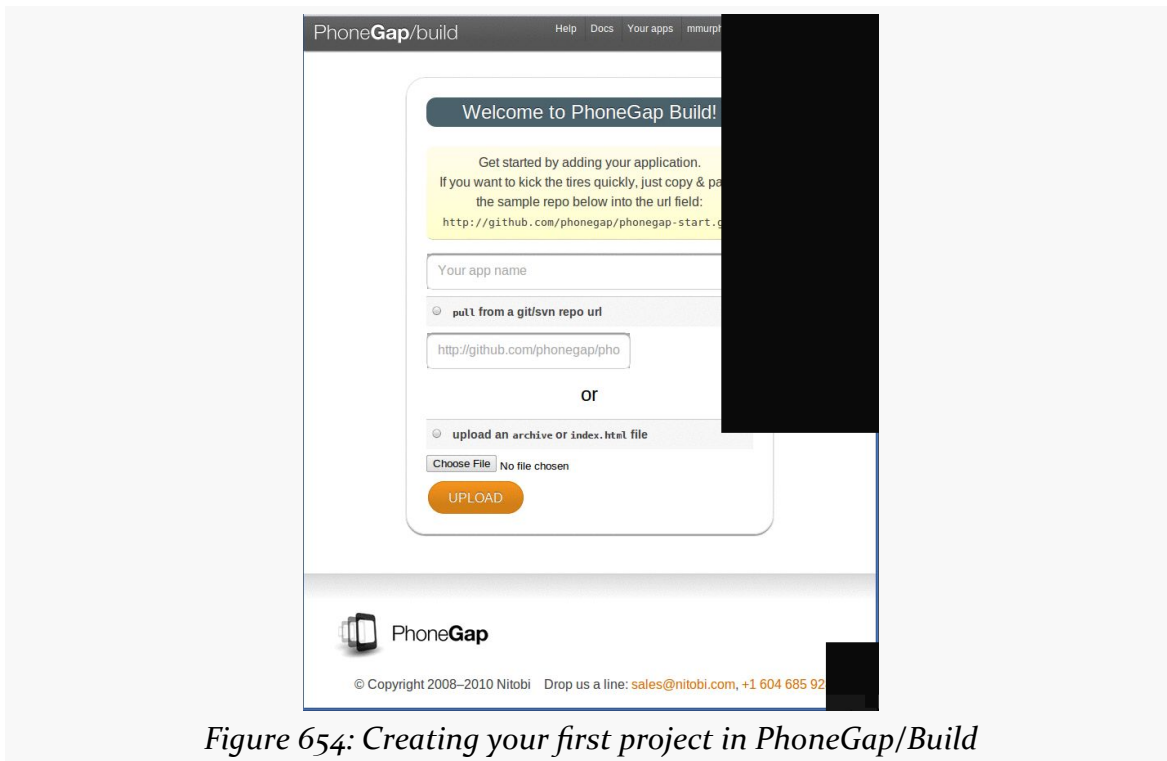 PhoneGap/build
Help Docs Your apps
Welcome to PhoneGap Build!
Get started by adding your application.
If you want to kick the tires quickly, just copy &
the sample repo below into the url field:
http://github.com/phonegap/phonegap-start.g
Your app name
pull from a git/svn repo url
http://github.com/phonegap/pho
or
upload an archive or index.html file
Choose File No file chosen
UPLOAD
PhoneGap
© Copyright 2008–2010 Nitobi Drop us a line: sales@nitobi.com, +1 604 685 92
Figure 654: Creating your first project in PhoneGap/Build